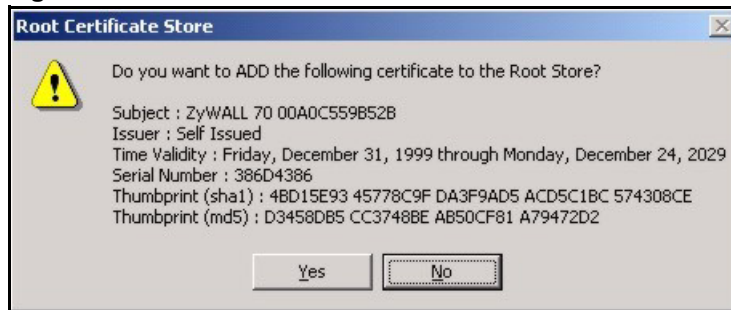 Root Certificate Store
Do you want to ADD the following certificate to the Root Store?
Subject : ZyWALL 70 00A0C559B52B
Issuer : Self Issued
Time Validity : Friday, December 31, 1999 through Monday, December 24, 2029
Serial Number : 386D4386
Thumbprint (sha1) : 4BD15E93 45778C9F DA3F9AD5 ACD5C1BC 574308CE
Thumbprint (md5) : D3458DB5 CC3748BE AB50CF81 A79472D2
Yes No